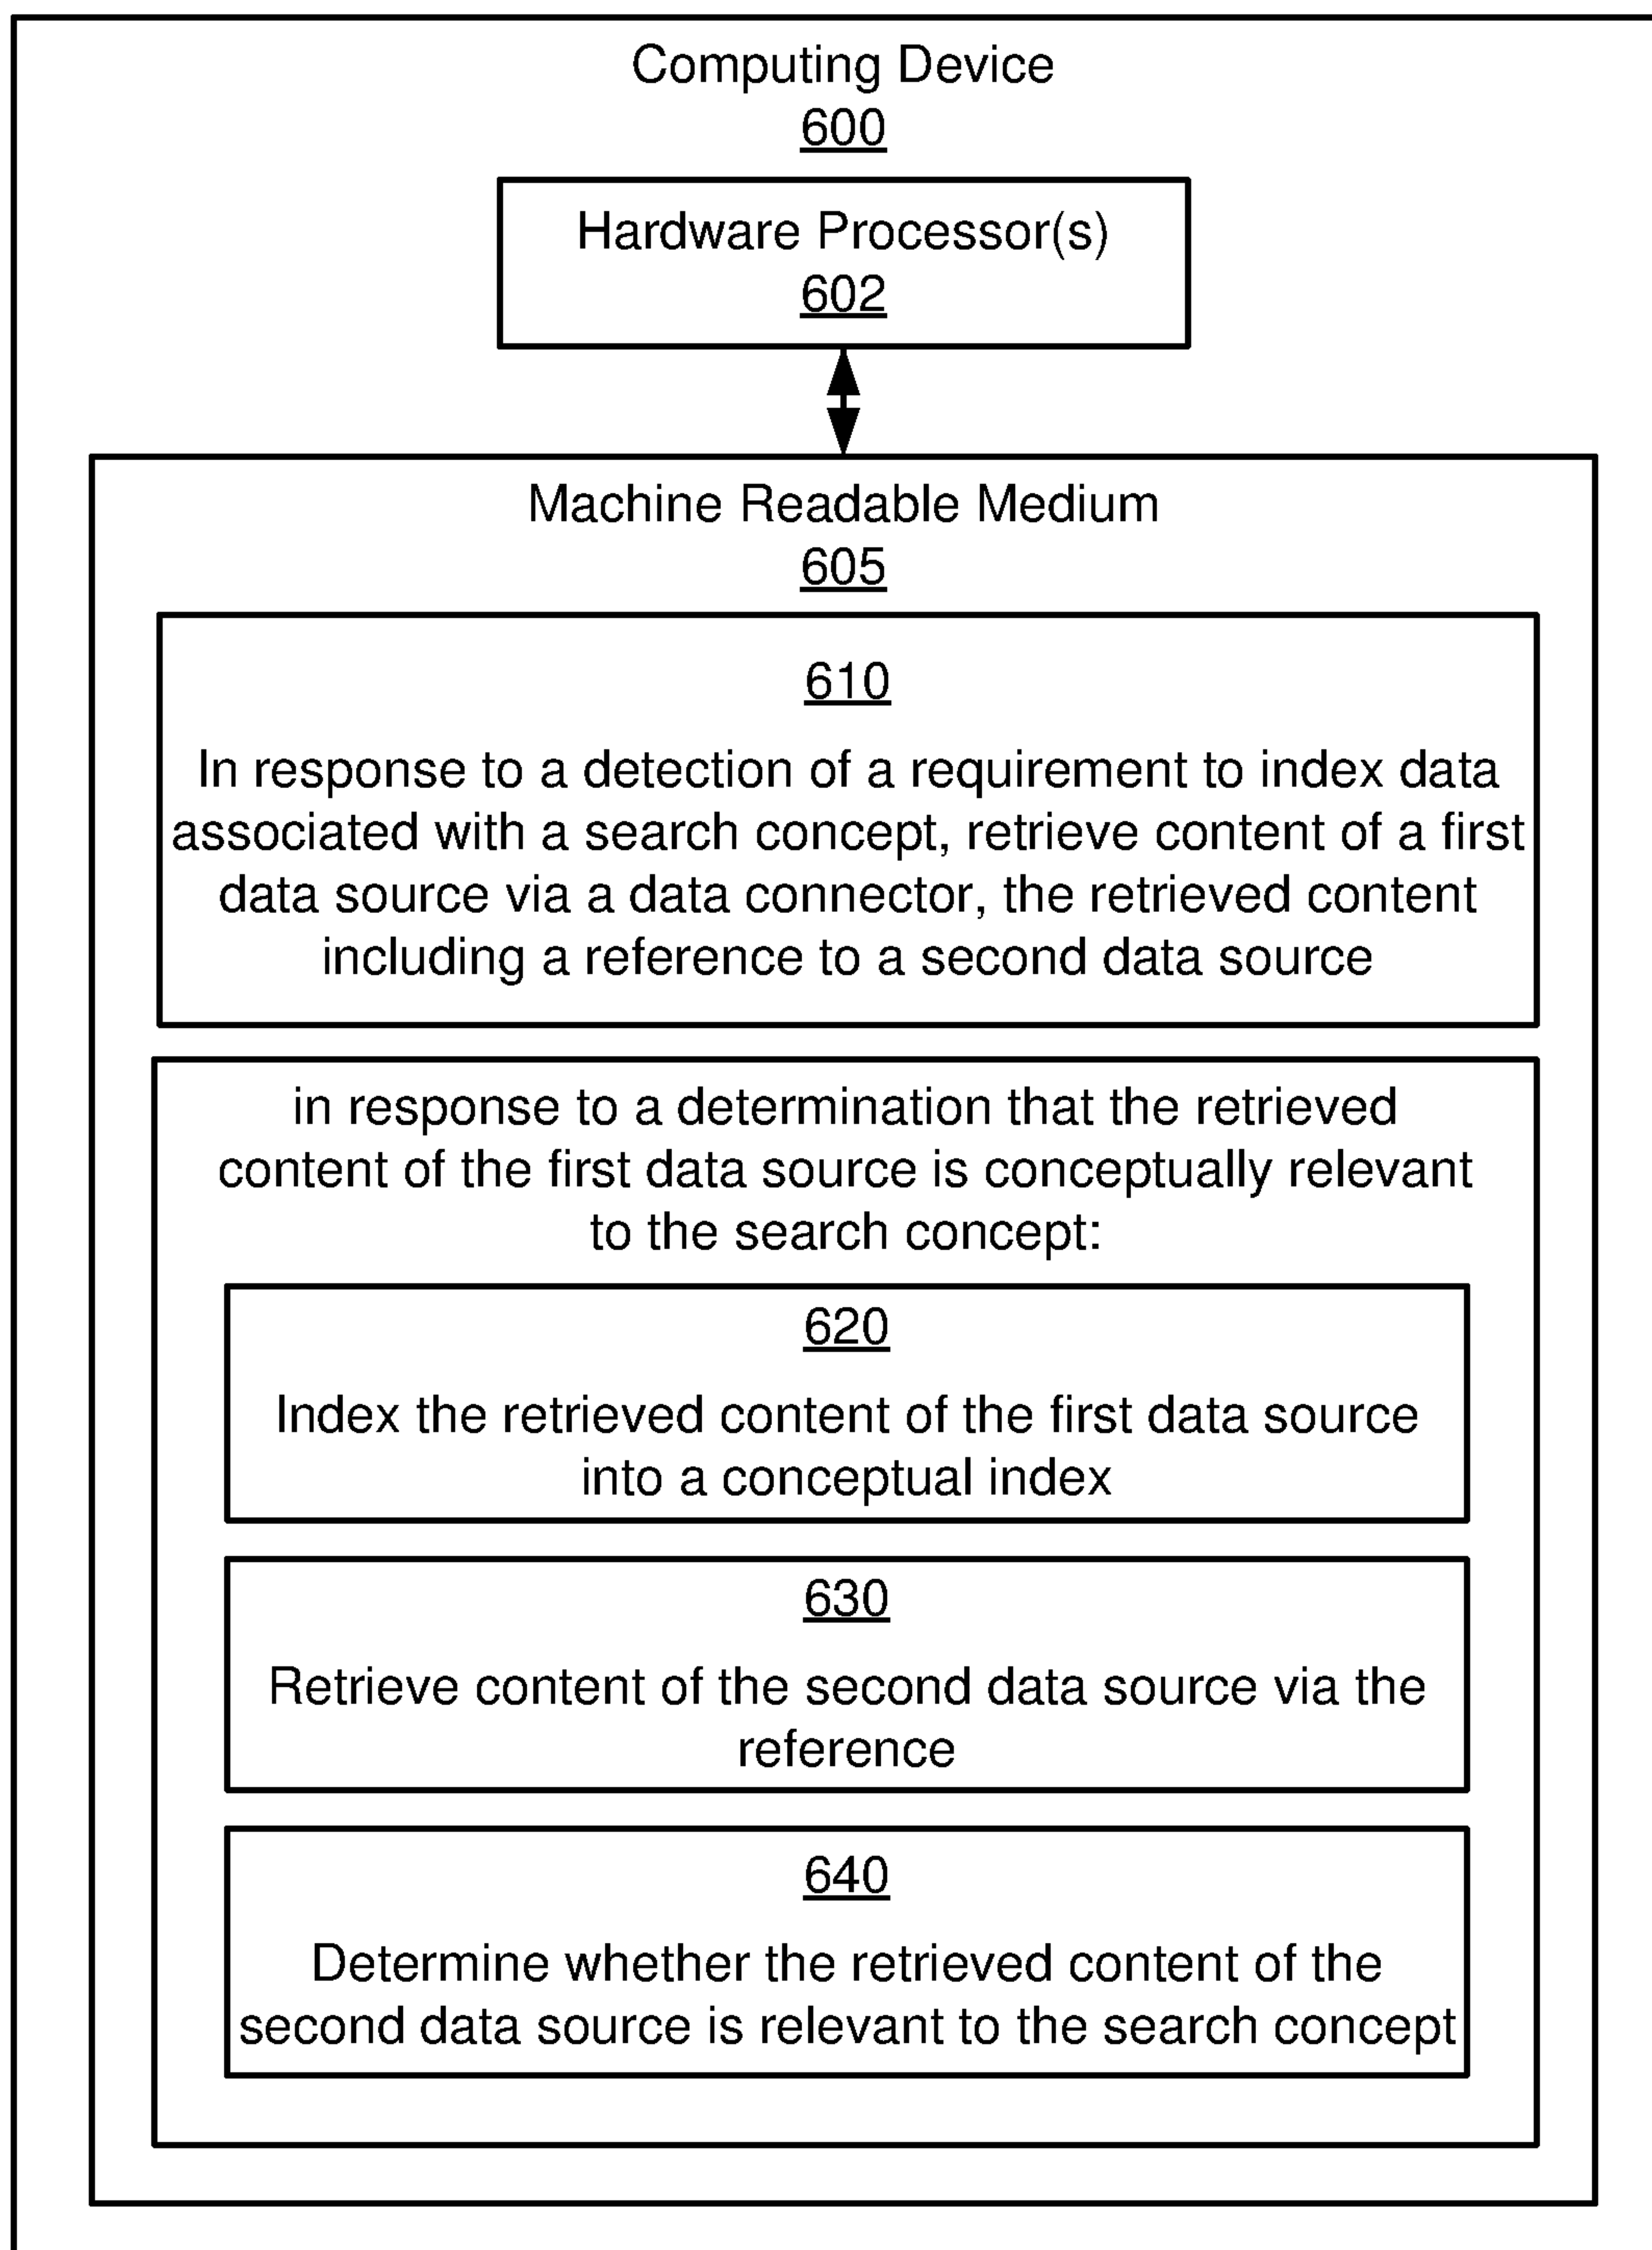 Computing Device
600
Hardware Processor(s)
602
Machine Readable Medium
605
610
In response to a detection of a requirement to index data
associated with a search concept, retrieve content of a first
data source via a data connector, the retrieved content
including a reference to a second data source
in response to a determination that the retrieved
content of the first data source is conceptually relevant
to the search concept:
620
Index the retrieved content of the first data source
into a conceptual index
630
Retrieve content of the second data source via the
reference
640
Determine whether the retrieved content of the
second data source is relevant to the search concept